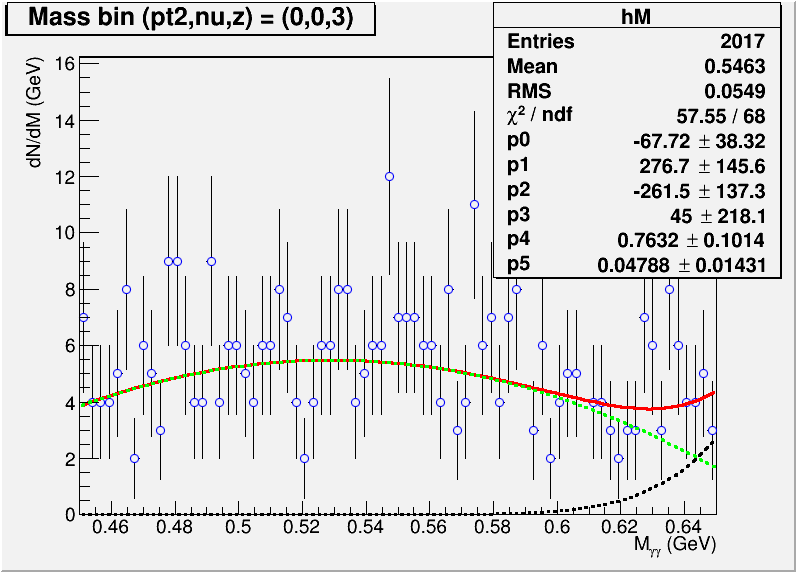 Mass bin (pt2,nu,z) = (0,0,3)
hM
Entries 2017
Mean 0.5463
RMS 0.0549
χ² / ndf 57.55 / 68
p0 -67.72 ± 38.32
p1 276.7 ± 145.6
p2 -261.5 ± 137.3
p3 45 ± 218.1
p4 0.7632 ± 0.1014
p5 0.04788 ± 0.01431
dN/dM (GeV)
16
14
12
10
8
6
4
2
0
0.46 0.48 0.5 0.52 0.54 0.56 0.58 0.6 0.62 0.64
Mγγ (GeV)